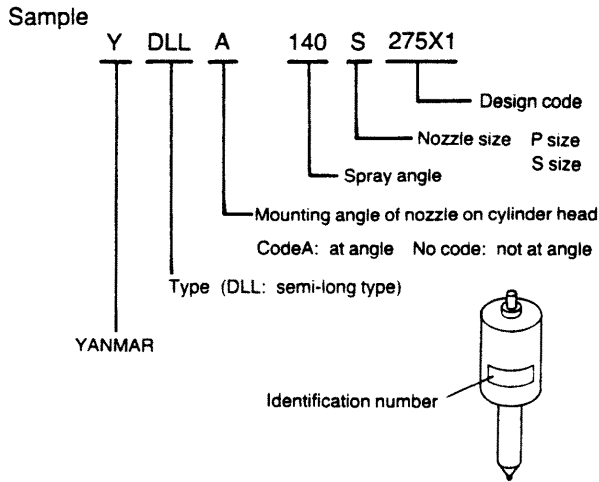 Sample
Y DLL A 140 S 275X1
Design code
Nozzle size P size
S size
Spray angle
Mounting angle of nozzle on cylinder head
CodeA: at angle No code: not at angle
Type (DLL: semi-long type)
YANMAR
Identification number